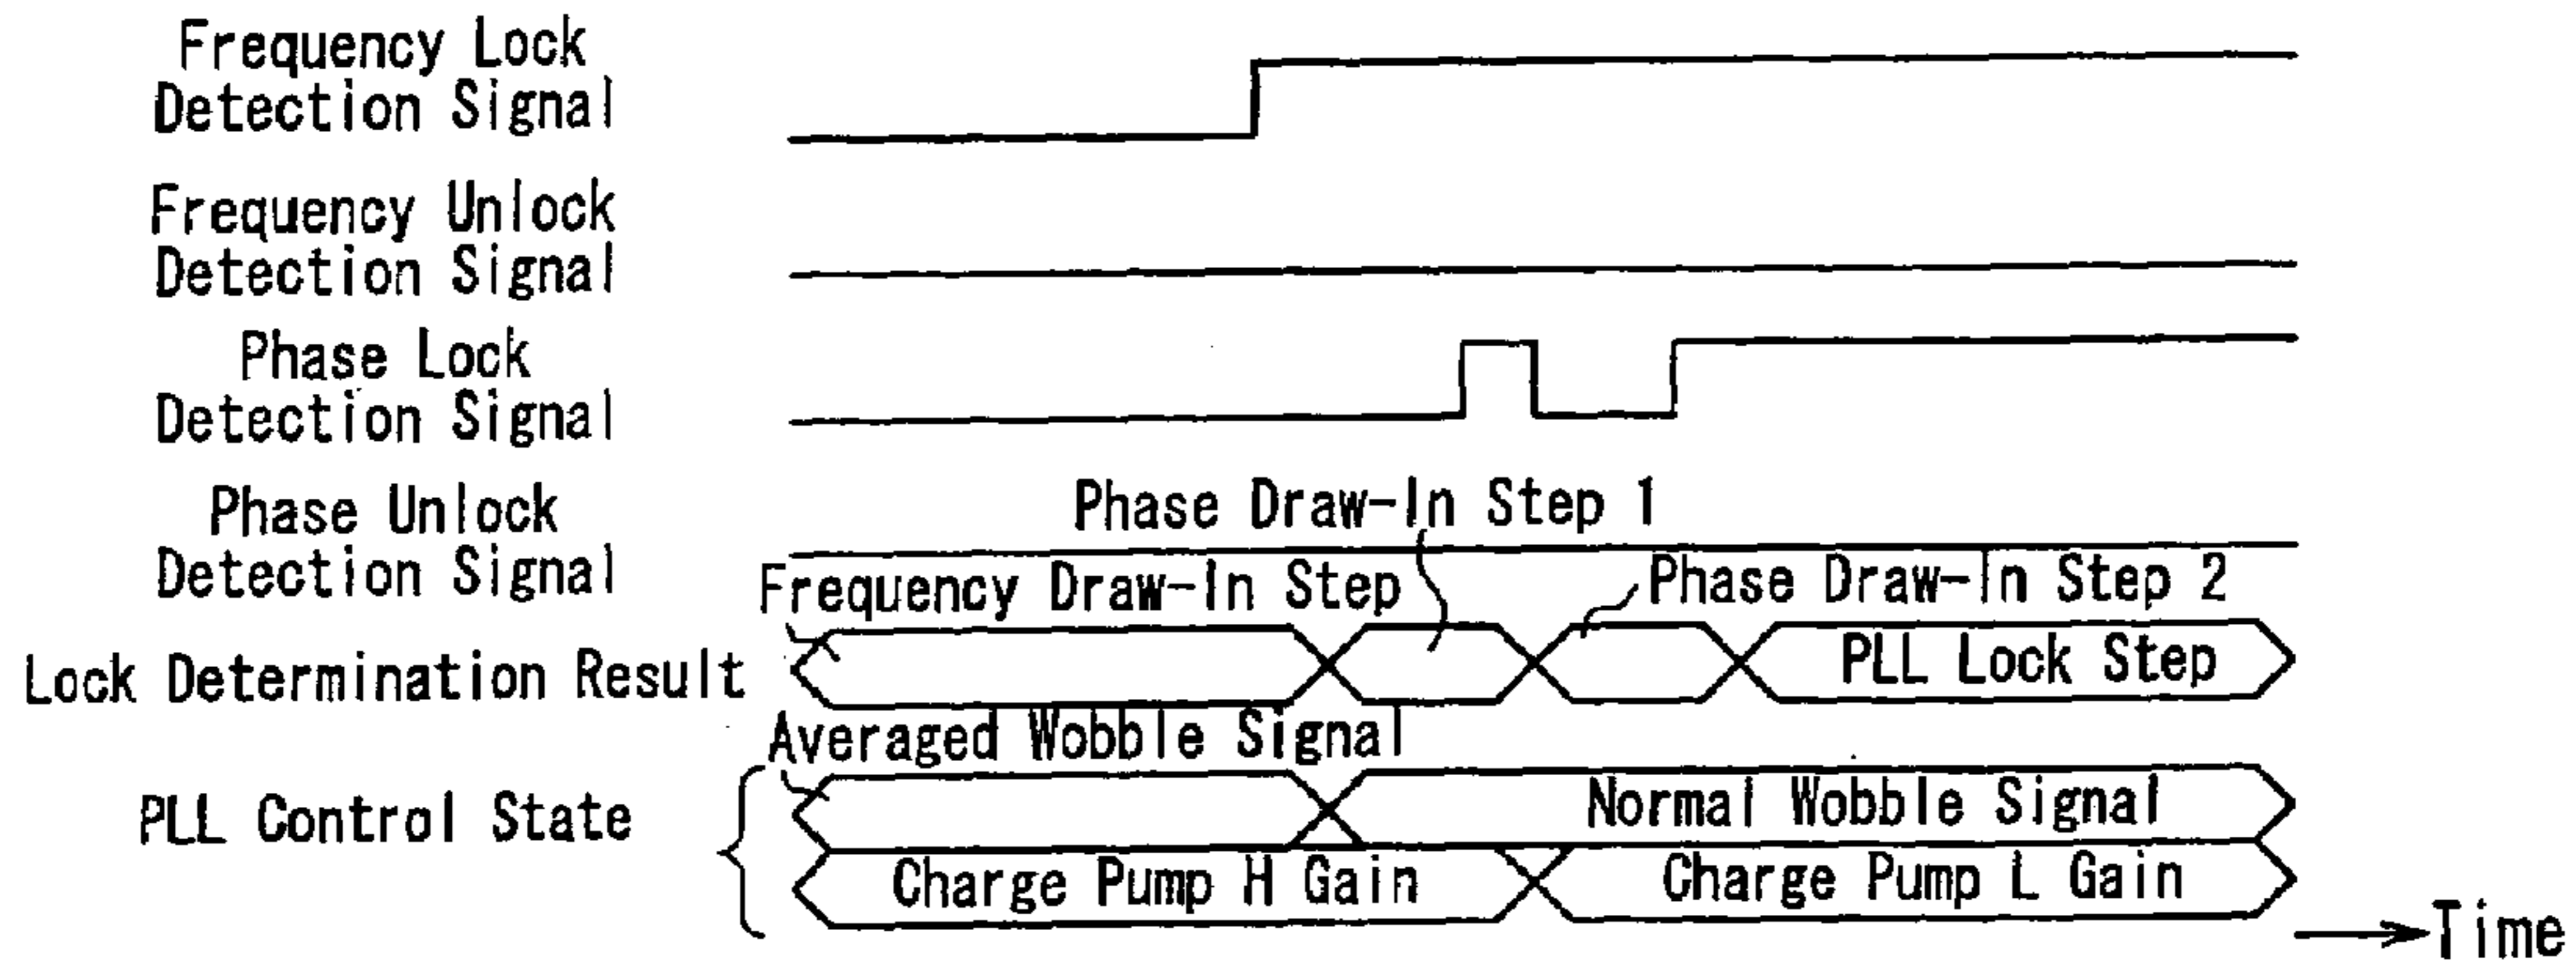 Frequency Lock
Detection Signal
Frequency Unlock
Detection Signal
Phase Lock
Detection Signal
Phase Unlock
Detection Signal
Phase Draw-In Step 1
Frequency Draw-In Step
Phase Draw-In Step 2
Lock Determination Result
PLL Lock Step
Averaged Wobble Signal
PLL Control State
Normal Wobble Signal
Charge Pump H Gain
Charge Pump L Gain
Time